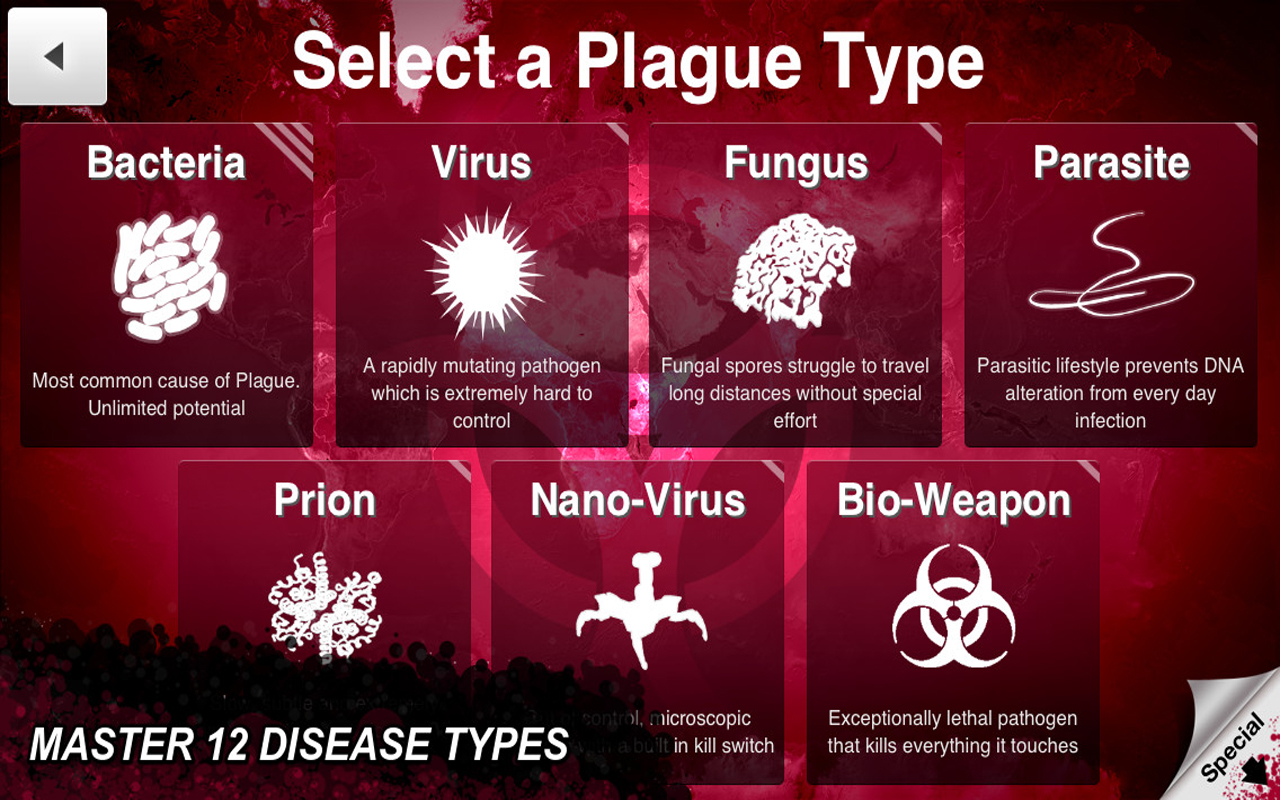 Select a Plague Type
Bacteria
Most common cause of Plague.
Unlimited potential
Virus
A rapidly mutating pathogen
which is extremely hard to
control
Fungus
Fungal spores struggle to travel
long distances without special
effort
Parasite
Parasitic lifestyle prevents DNA
alteration from every day
infection
Prion
Nano-Virus
of control, microscopic
with a built in kill switch
Bio-Weapon
Exceptionally lethal pathogen
that kills everything it touches
MASTER 12 DISEASE TYPES
Special